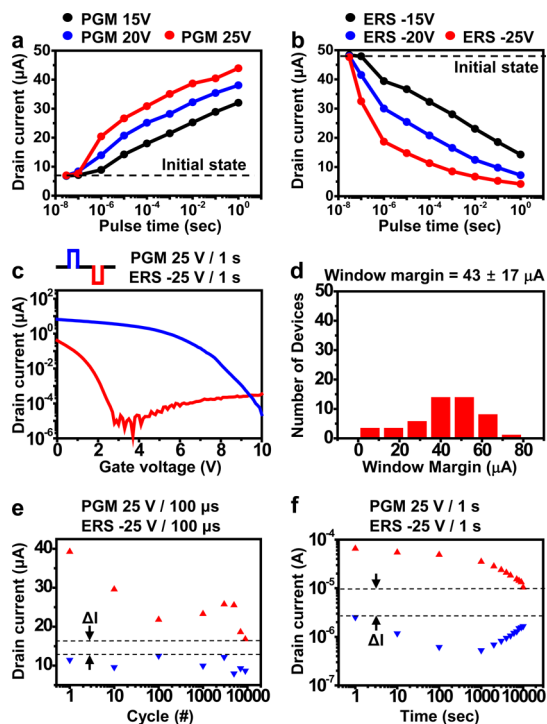 a
PGM 15V
PGM 20V
PGM 25V
Drain current (μA)
50
40
30
20
10
0
Initial state
10⁻⁸ 10⁻⁶ 10⁻⁴ 10⁻² 10⁰
Pulse time (sec)
b
ERS -15V
ERS -20V
ERS -25V
Drain current (μA)
50
40
30
20
10
0
Initial state
10⁻⁸ 10⁻⁶ 10⁻⁴ 10⁻² 10⁰
Pulse time (sec)
c
PGM 25 V / 1 s
ERS -25 V / 1 s
Drain current (μA)
10²
10⁰
10⁻²
10⁻⁴
10⁻⁶
0 2 4 6 8 10
Gate voltage (V)
d
Window margin = 43 ± 17 μA
Number of Devices
50
40
30
20
10
0
0 20 40 60 80
Window Margin (μA)
e
PGM 25 V / 100 μs
ERS -25 V / 100 μs
Drain current (μA)
40
30
20
10
ΔI
1 10 100 1000 10000
Cycle (#)
f
PGM 25 V / 1 s
ERS -25 V / 1 s
Drain current (A)
10⁻⁴
10⁻⁵
10⁻⁶
10⁻⁷
ΔI
1 10 100 1000 10000
Time (sec)